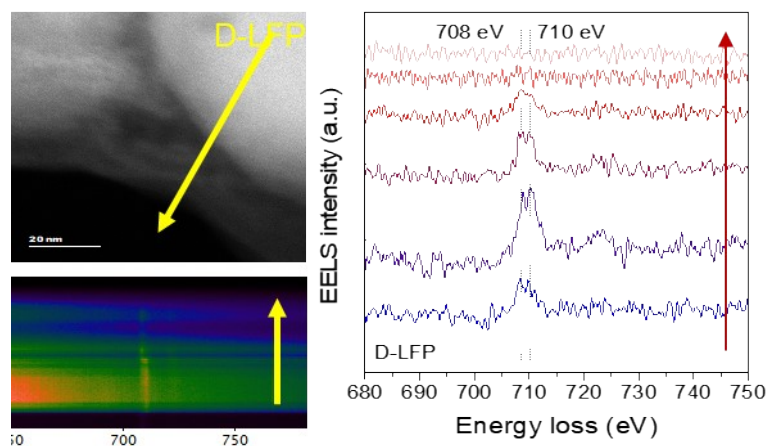 D-LFP
20 nm
50
700
750
708 eV
710 eV
EELS intensity (a.u.)
D-LFP
680 690 700 710 720 730 740 750
Energy loss (eV)